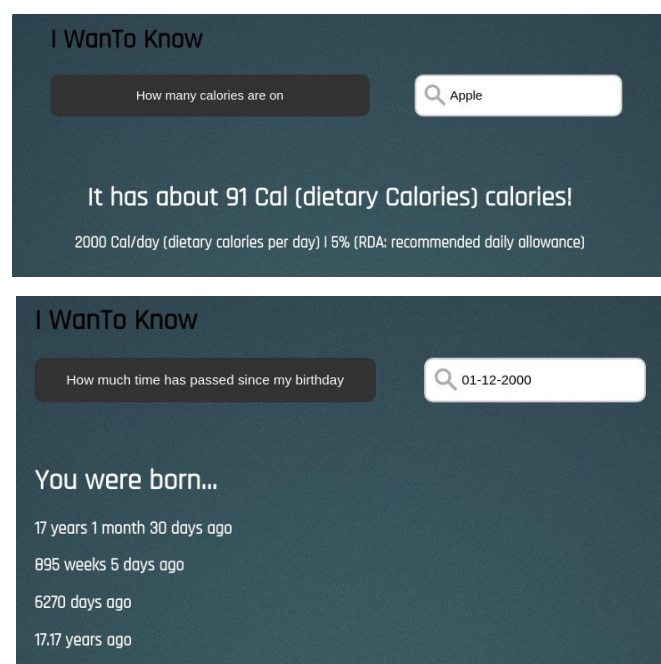 I WanTo Know
How many calories are on
Apple
It has about 91 Cal (dietary Calories) calories!
2000 Cal/day (dietary calories per day) | 5% (RDA: recommended daily allowance)
I WanTo Know
How much time has passed since my birthday
01-12-2000
You were born...
17 years 1 month 30 days ago
895 weeks 5 days ago
6270 days ago
17.17 years ago